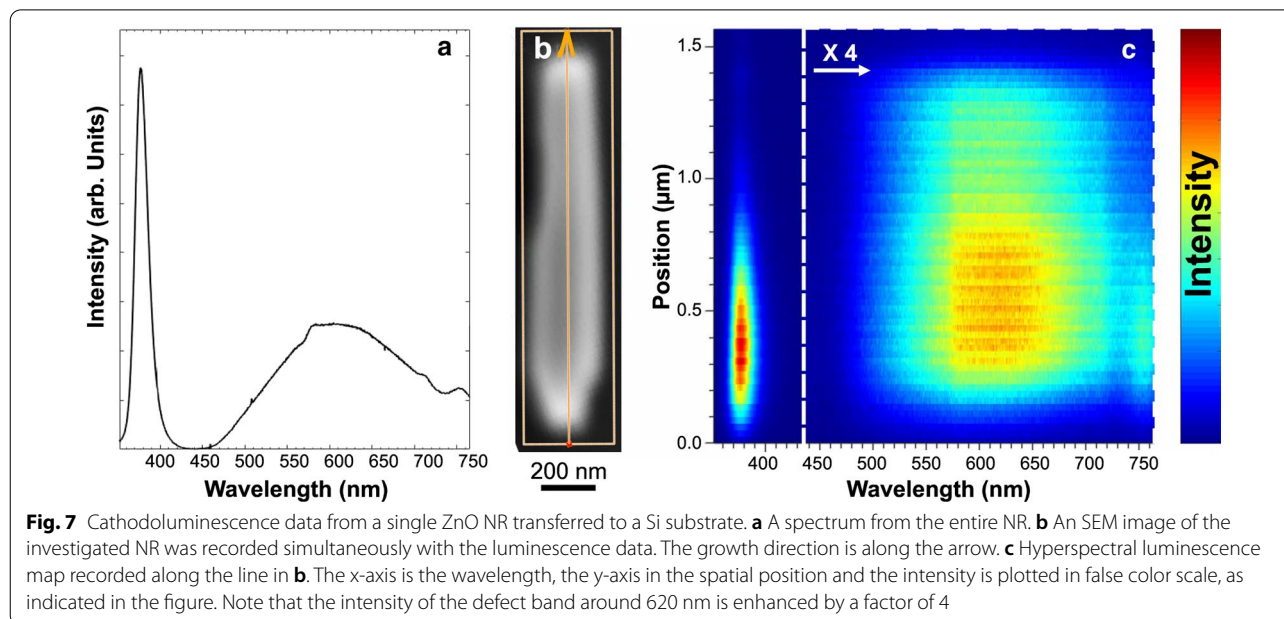 a
Intensity (arb. Units)
400 450 500 550 600 650 700 750
Wavelength (nm)
b
200 nm
X 4
c
1.5
1.0
0.5
0.0
Position (µm)
400 450 500 550 600 650 700 750
Wavelength (nm)
Intensity
Fig. 7 Cathodoluminescence data from a single ZnO NR transferred to a Si substrate. a A spectrum from the entire NR. b An SEM image of the
investigated NR was recorded simultaneously with the luminescence data. The growth direction is along the arrow. c Hyperspectral luminescence
map recorded along the line in b. The x-axis is the wavelength, the y-axis in the spatial position and the intensity is plotted in false color scale, as
indicated in the figure. Note that the intensity of the defect band around 620 nm is enhanced by a factor of 4